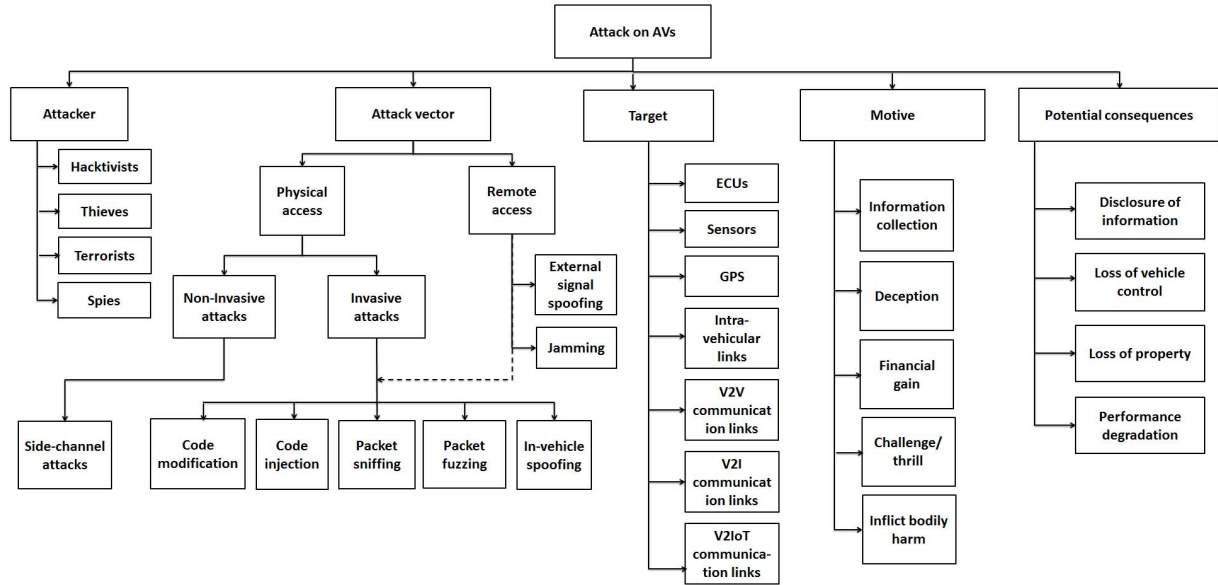 Attack on AVs
Attacker
Hacktivists
Thieves
Terrorists
Spies
Attack vector
Physical
access
Remote
access
Non-Invasive
attacks
Invasive
attacks
External
signal
spoofing
Jamming
Side-channel
attacks
Code
modification
Code
injection
Packet
sniffing
Packet
fuzzing
In-vehicle
spoofing
Target
ECUs
Sensors
GPS
Intra-
vehicular
links
V2V
communicat
ion links
V2I
communicat
ion links
V2IoT
communica-
tion links
Motive
Information
collection
Deception
Financial
gain
Challenge/
thrill
Inflict bodily
harm
Potential consequences
Disclosure of
information
Loss of vehicle
control
Loss of property
Performance
degradation